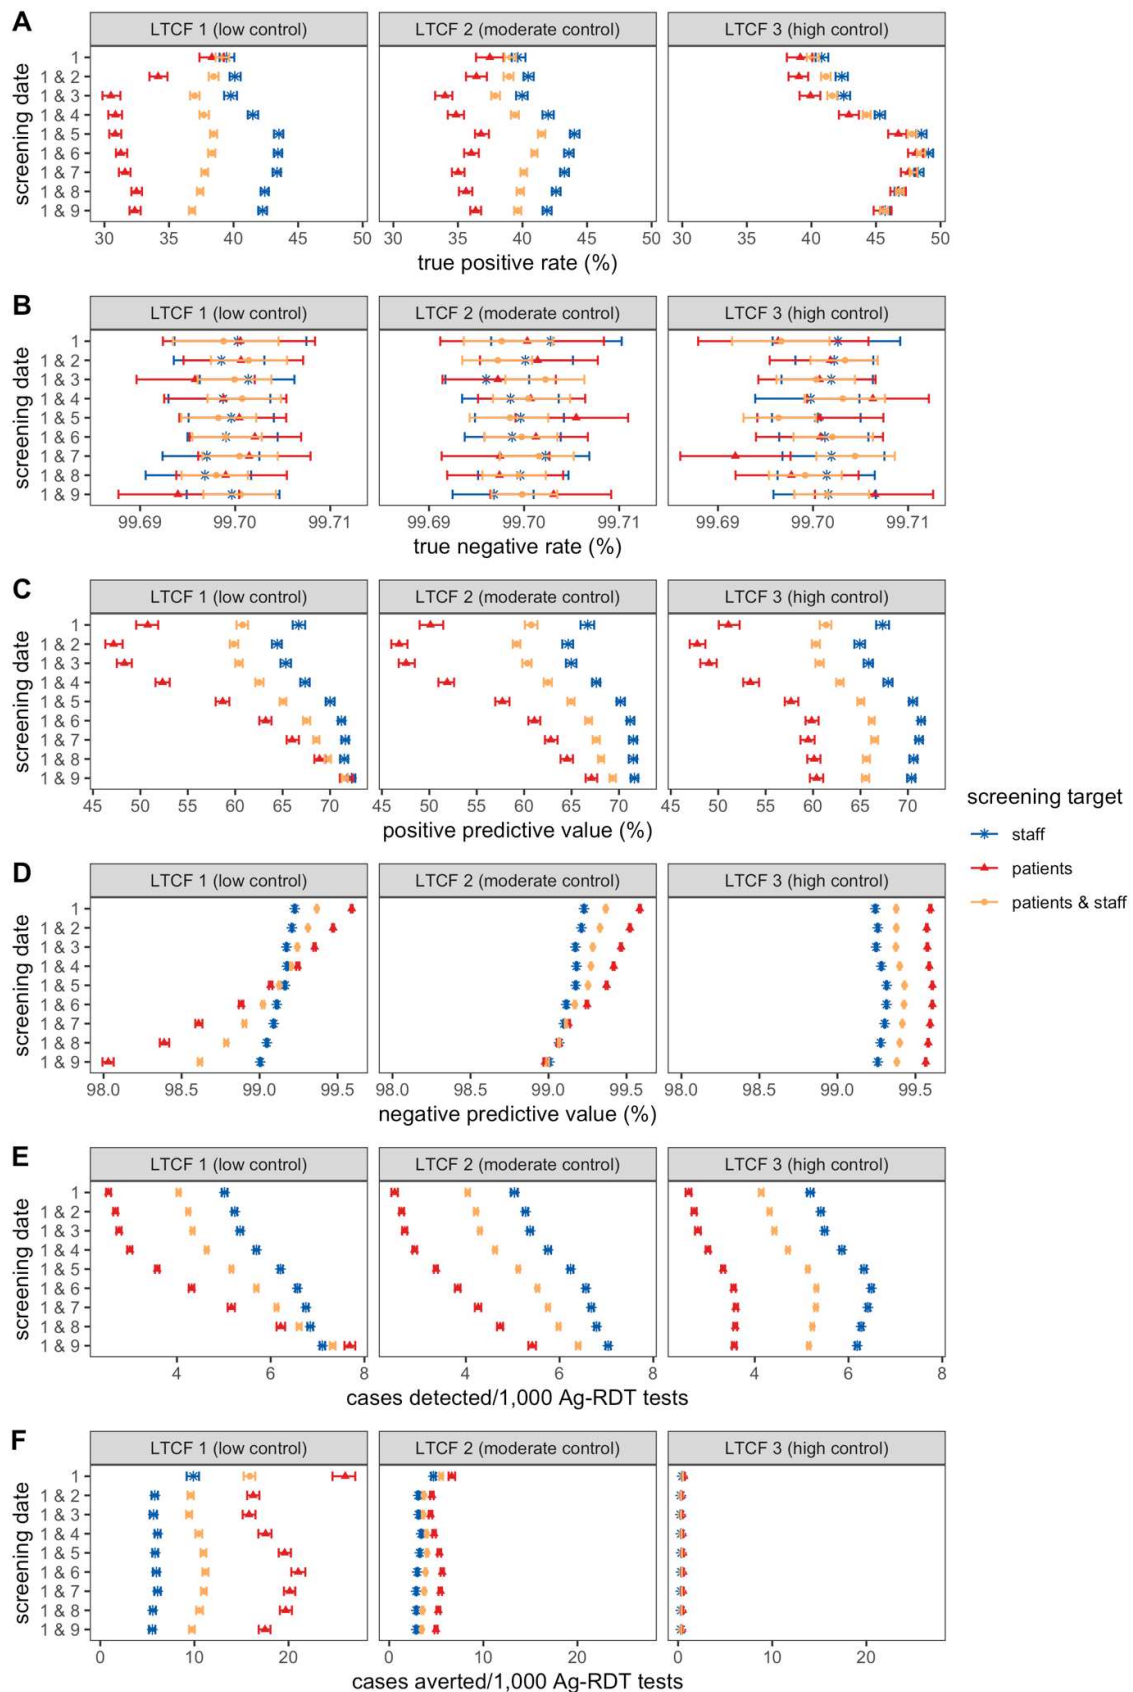 A
LTCF 1 (low control) LTCF 2 (moderate control) LTCF 3 (high control)
screening date
1
1 & 2
1 & 3
1 & 4
1 & 5
1 & 6
1 & 7
1 & 8
1 & 9
30 35 40 45 50 30 35 40 45 50 30 35 40 45 50
true positive rate (%)
B
LTCF 1 (low control) LTCF 2 (moderate control) LTCF 3 (high control)
screening date
1
1 & 2
1 & 3
1 & 4
1 & 5
1 & 6
1 & 7
1 & 8
1 & 9
99.69 99.70 99.71 99.69 99.70 99.71 99.69 99.70 99.71
true negative rate (%)
C
LTCF 1 (low control) LTCF 2 (moderate control) LTCF 3 (high control)
screening date
1
1 & 2
1 & 3
1 & 4
1 & 5
1 & 6
1 & 7
1 & 8
1 & 9
45 50 55 60 65 70 45 50 55 60 65 70 45 50 55 60 65 70
positive predictive value (%)
screening target
staff
patients
patients & staff
D
LTCF 1 (low control) LTCF 2 (moderate control) LTCF 3 (high control)
screening date
1
1 & 2
1 & 3
1 & 4
1 & 5
1 & 6
1 & 7
1 & 8
1 & 9
98.0 98.5 99.0 99.5 98.0 98.5 99.0 99.5 98.0 98.5 99.0 99.5
negative predictive value (%)
E
LTCF 1 (low control) LTCF 2 (moderate control) LTCF 3 (high control)
screening date
1
1 & 2
1 & 3
1 & 4
1 & 5
1 & 6
1 & 7
1 & 8
1 & 9
4 6 8 4 6 8 4 6 8
cases detected/1,000 Ag-RDT tests
F
LTCF 1 (low control) LTCF 2 (moderate control) LTCF 3 (high control)
screening date
1
1 & 2
1 & 3
1 & 4
1 & 5
1 & 6
1 & 7
1 & 8
1 & 9
0 10 20 0 10 20 0 10 20
cases averted/1,000 Ag-RDT tests